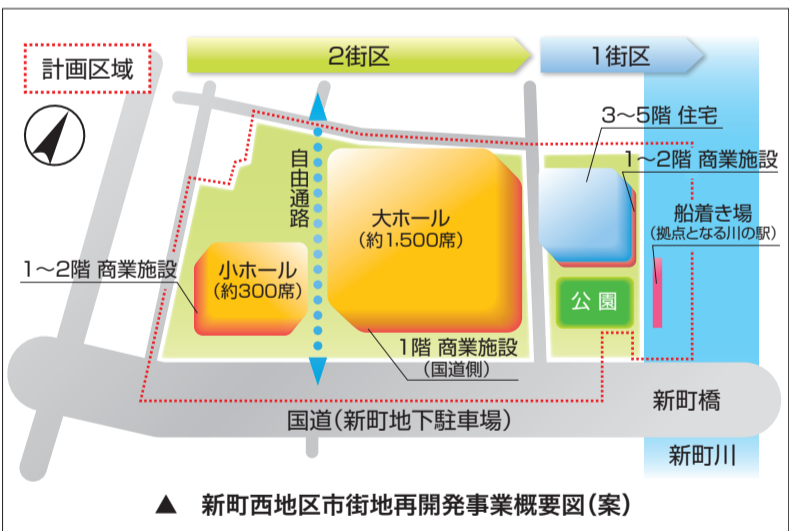 計画区域
2街区
1街区
3〜5階 住宅
1〜2階 商業施設
船着き場
(拠点となる川の駅)
自由通路
大ホール
(約1,500席)
小ホール
(約300席)
1〜2階 商業施設
公園
1階 商業施設
(国道側)
国道(新町地下駐車場)
新町橋
新町川
▲ 新町西地区市街地再開発事業概要図(案)